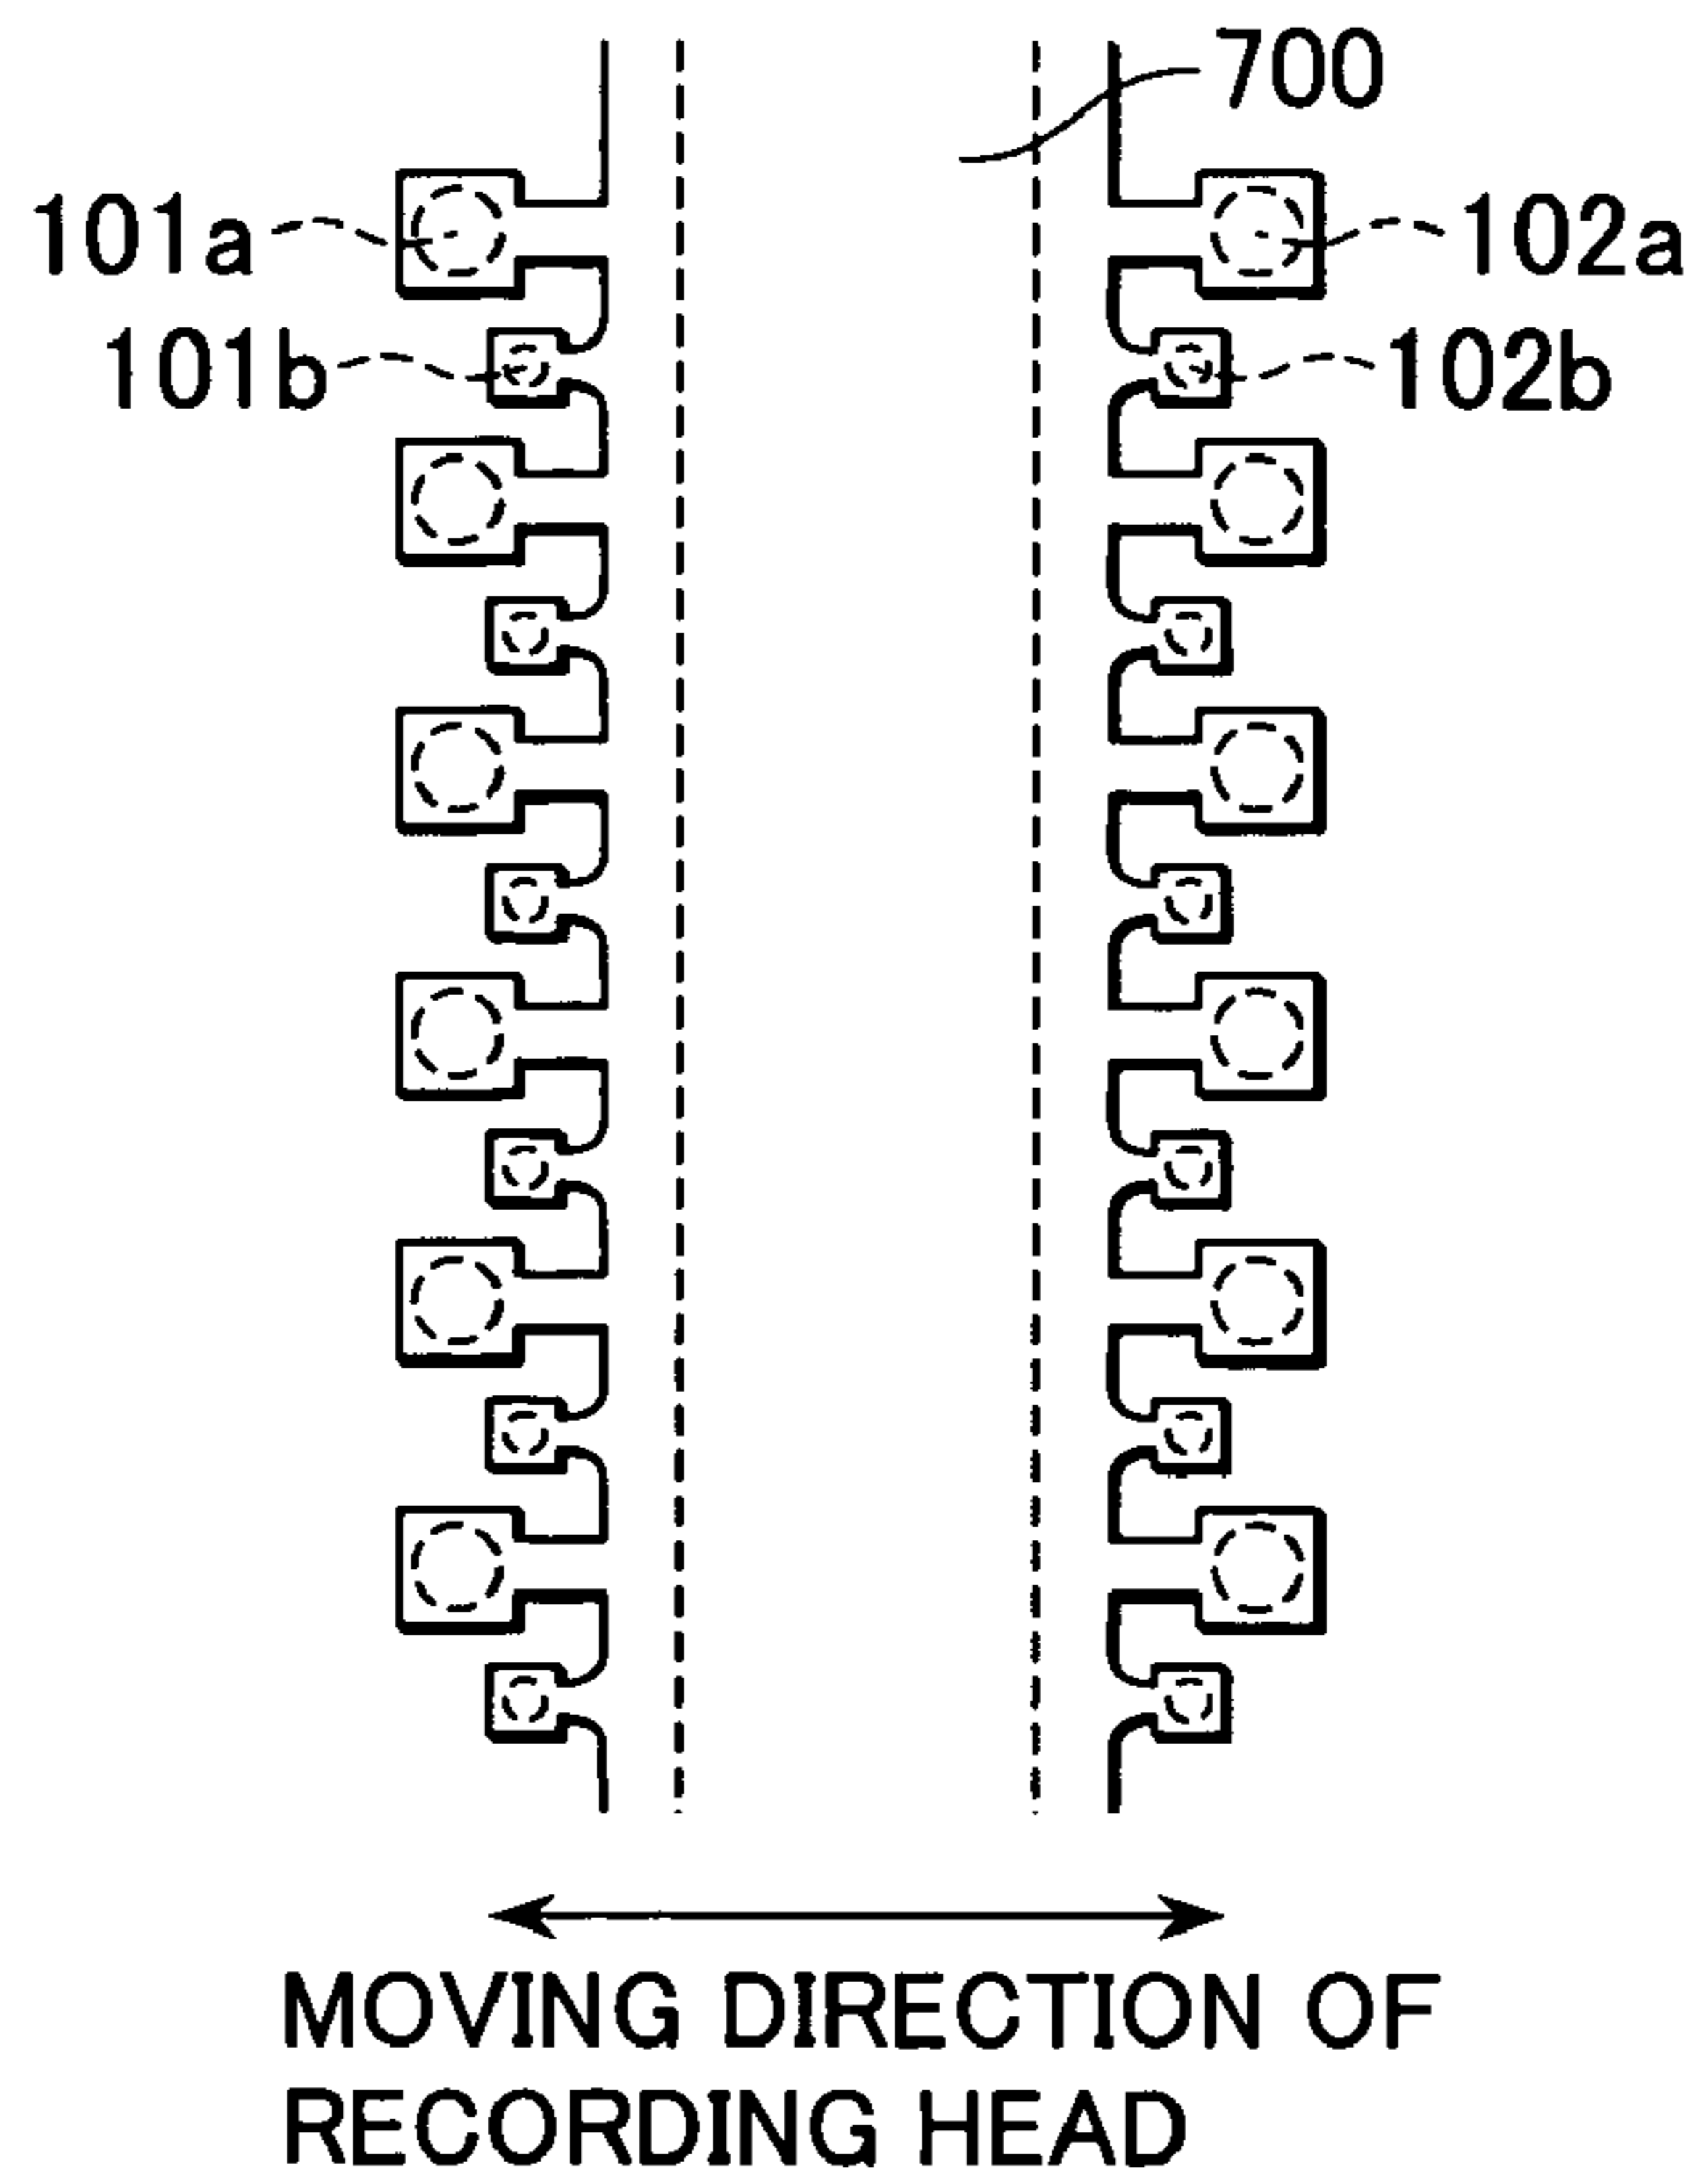 700
101a
102a
101b
102b
MOVING DIRECTION OF
RECORDING HEAD